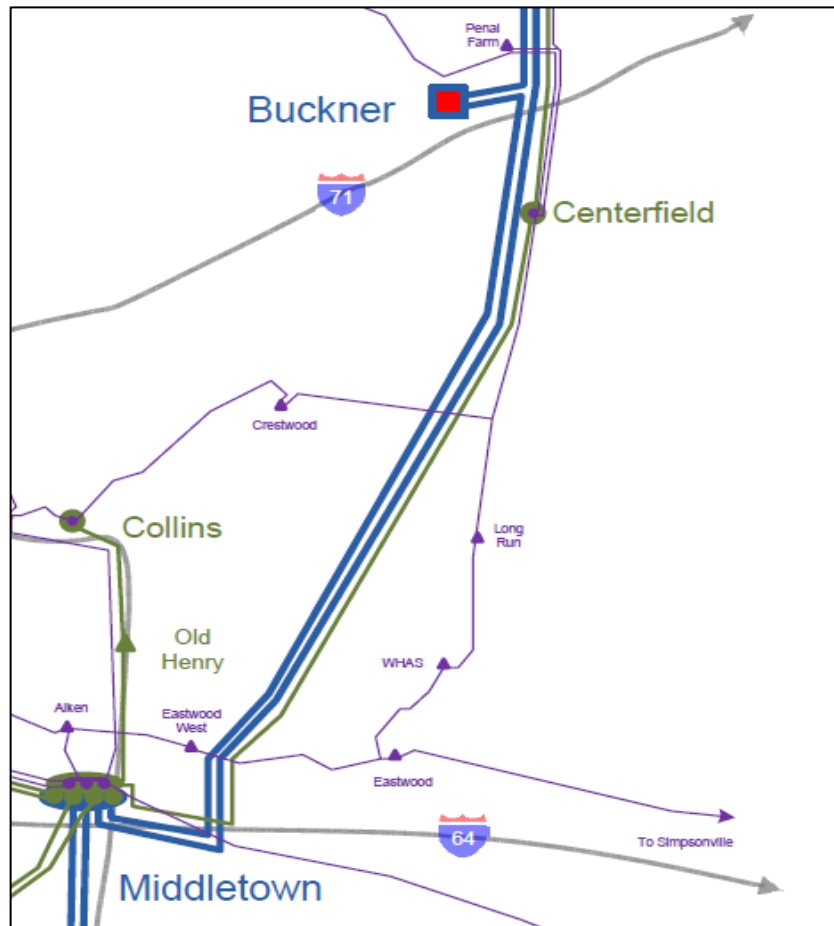 Penal
Farm
Buckner
71
Centerfield
Crestwood
Collins
Long
Run
Old
Henry
WHAS
Aiken
Eastwood
West
Eastwood
64
To Simpsonville
Middletown